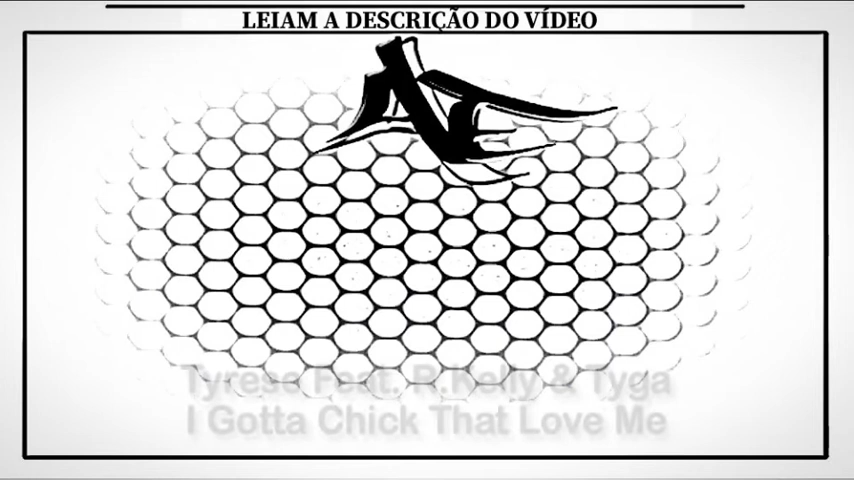 LEIAM A DESCRIÇÃO DO VÍDEO
Tyrese Feat. R.Kelly & Tyga
I Gotta Chick That Love Me